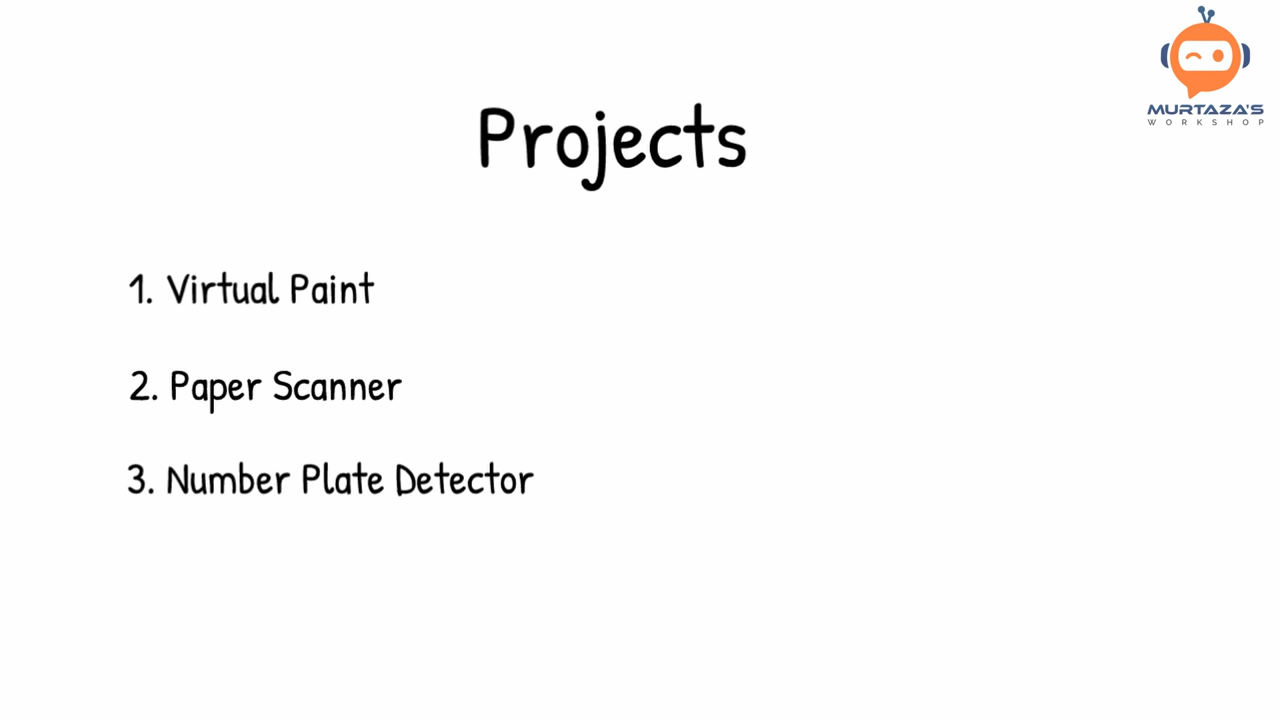 MURTAZA'S
WORKSHOP
Projects
1. Virtual Paint
2. Paper Scanner
3. Number Plate Detector